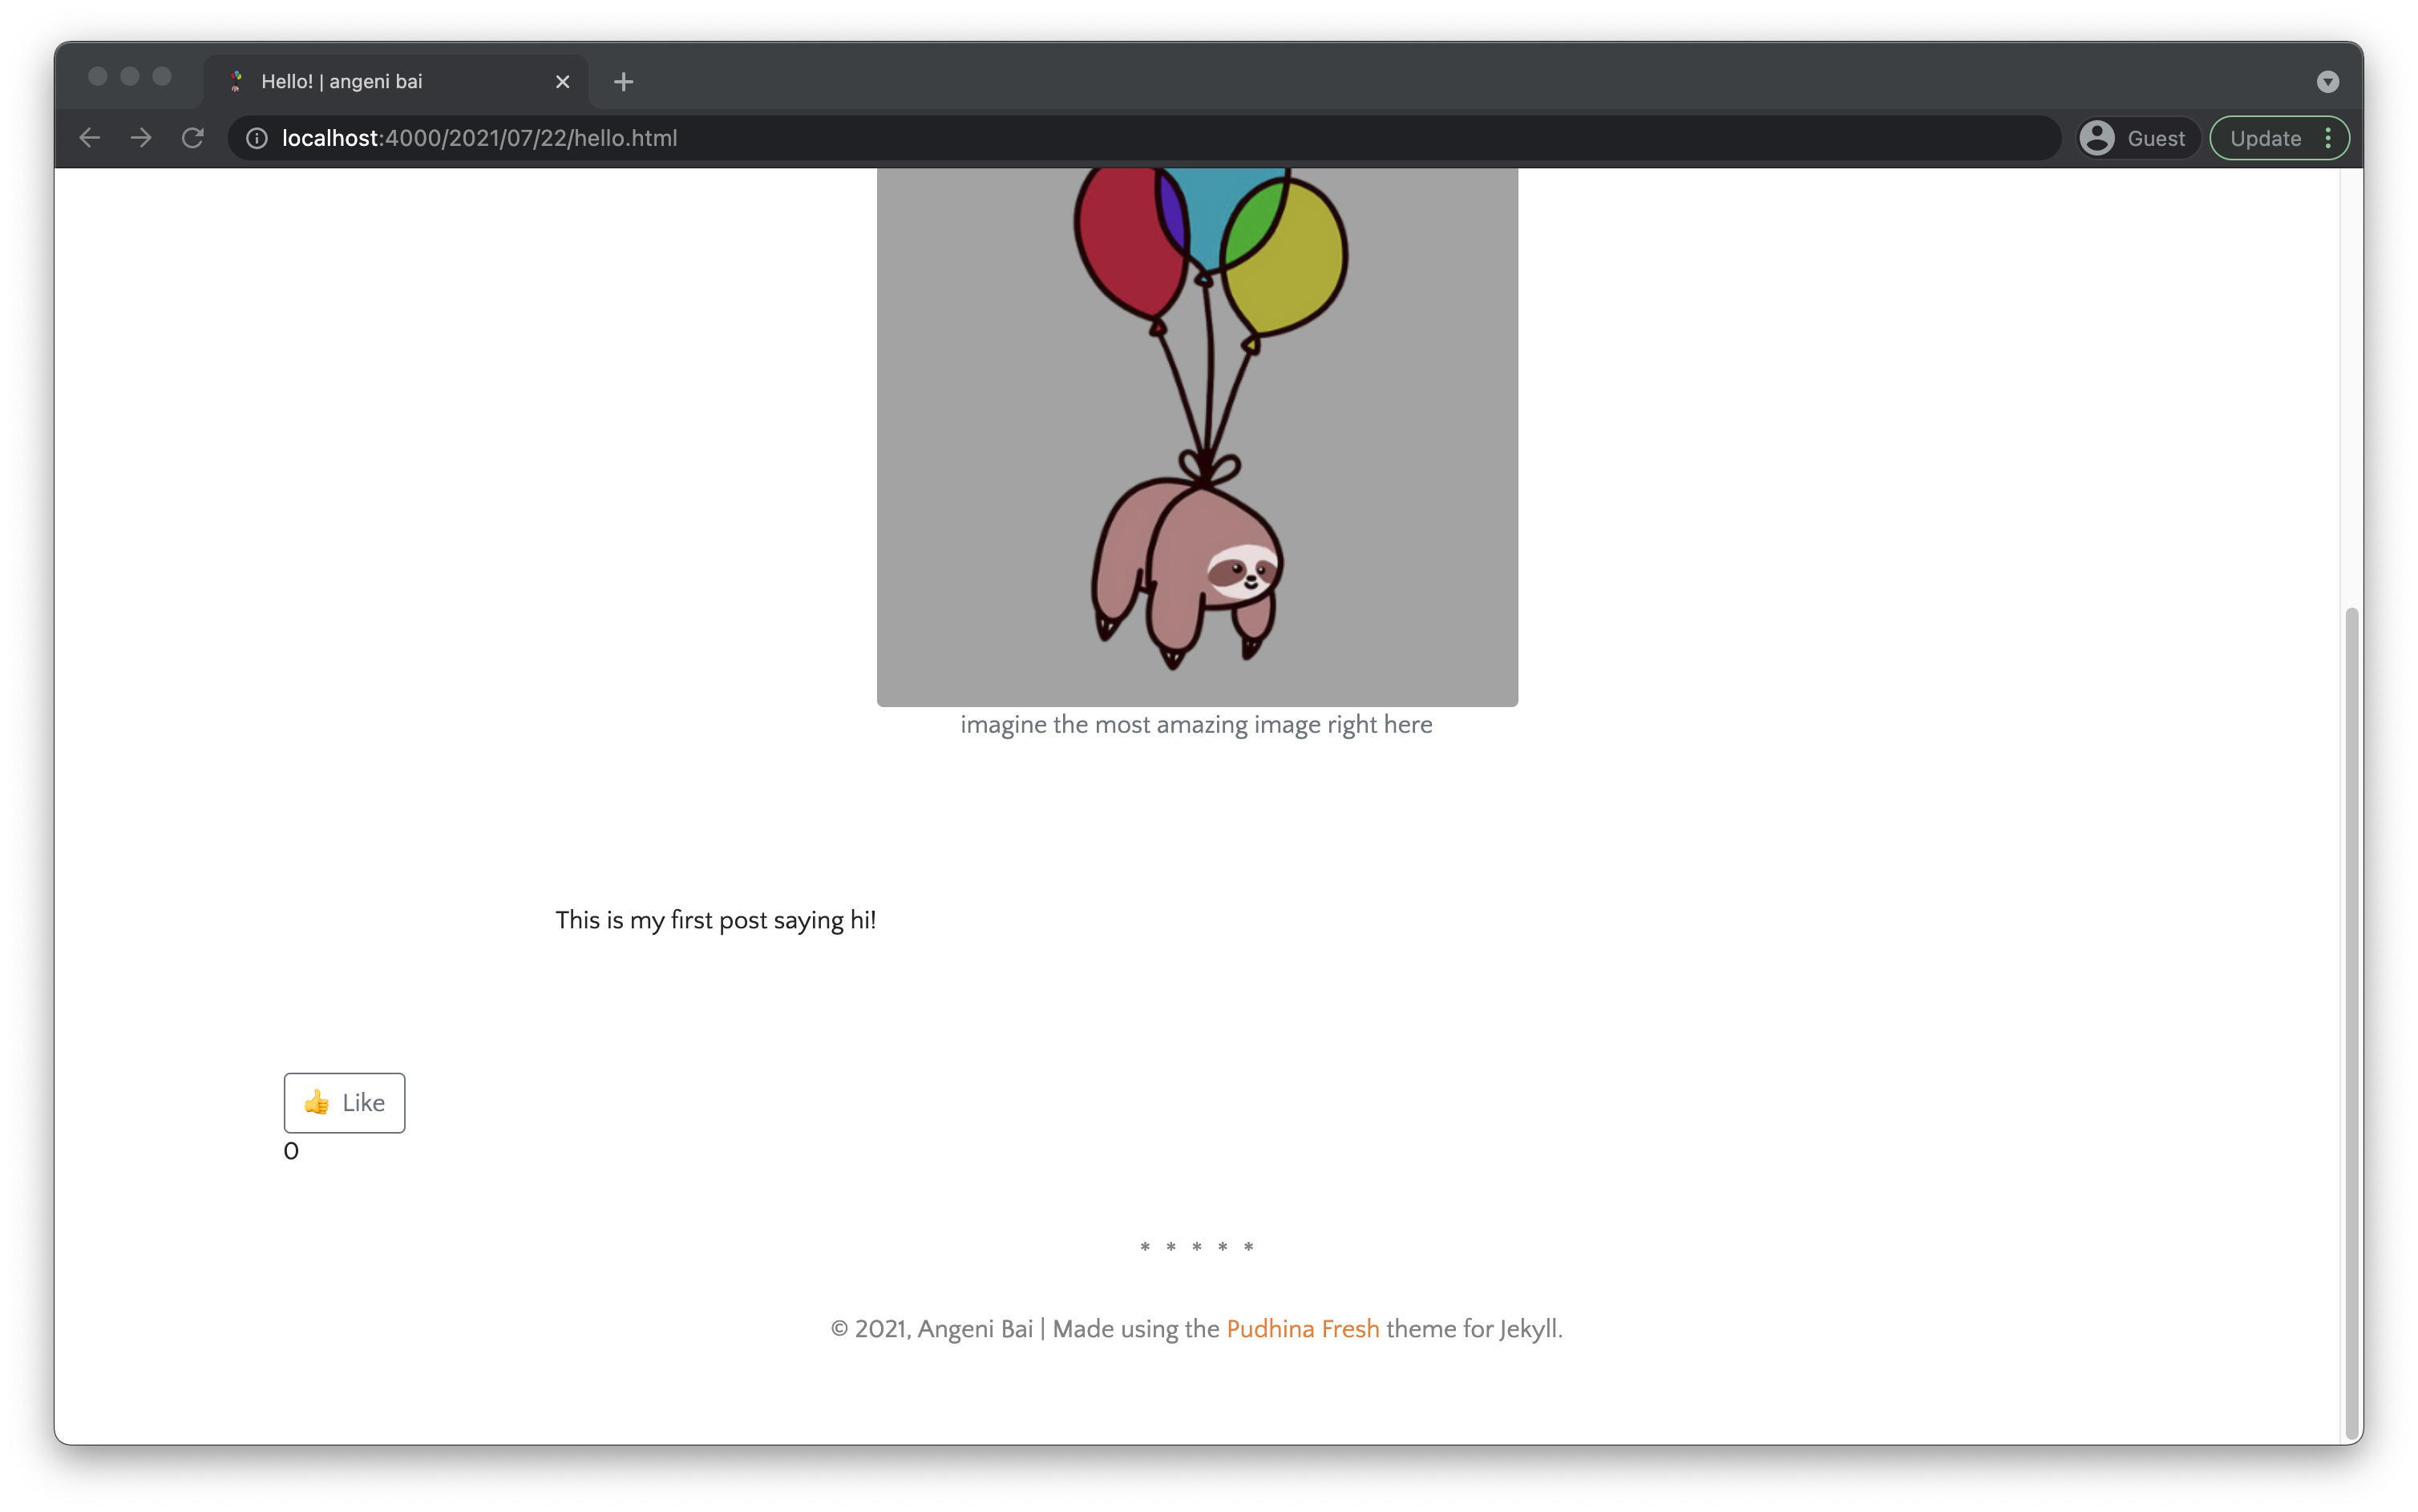 Hello! | angeni bai
localhost:4000/2021/07/22/hello.html
Guest
Update
imagine the most amazing image right here
This is my first post saying hi!
👍 Like
0
* * * * *
© 2021, Angeni Bai | Made using the Pudhina Fresh theme for Jekyll.